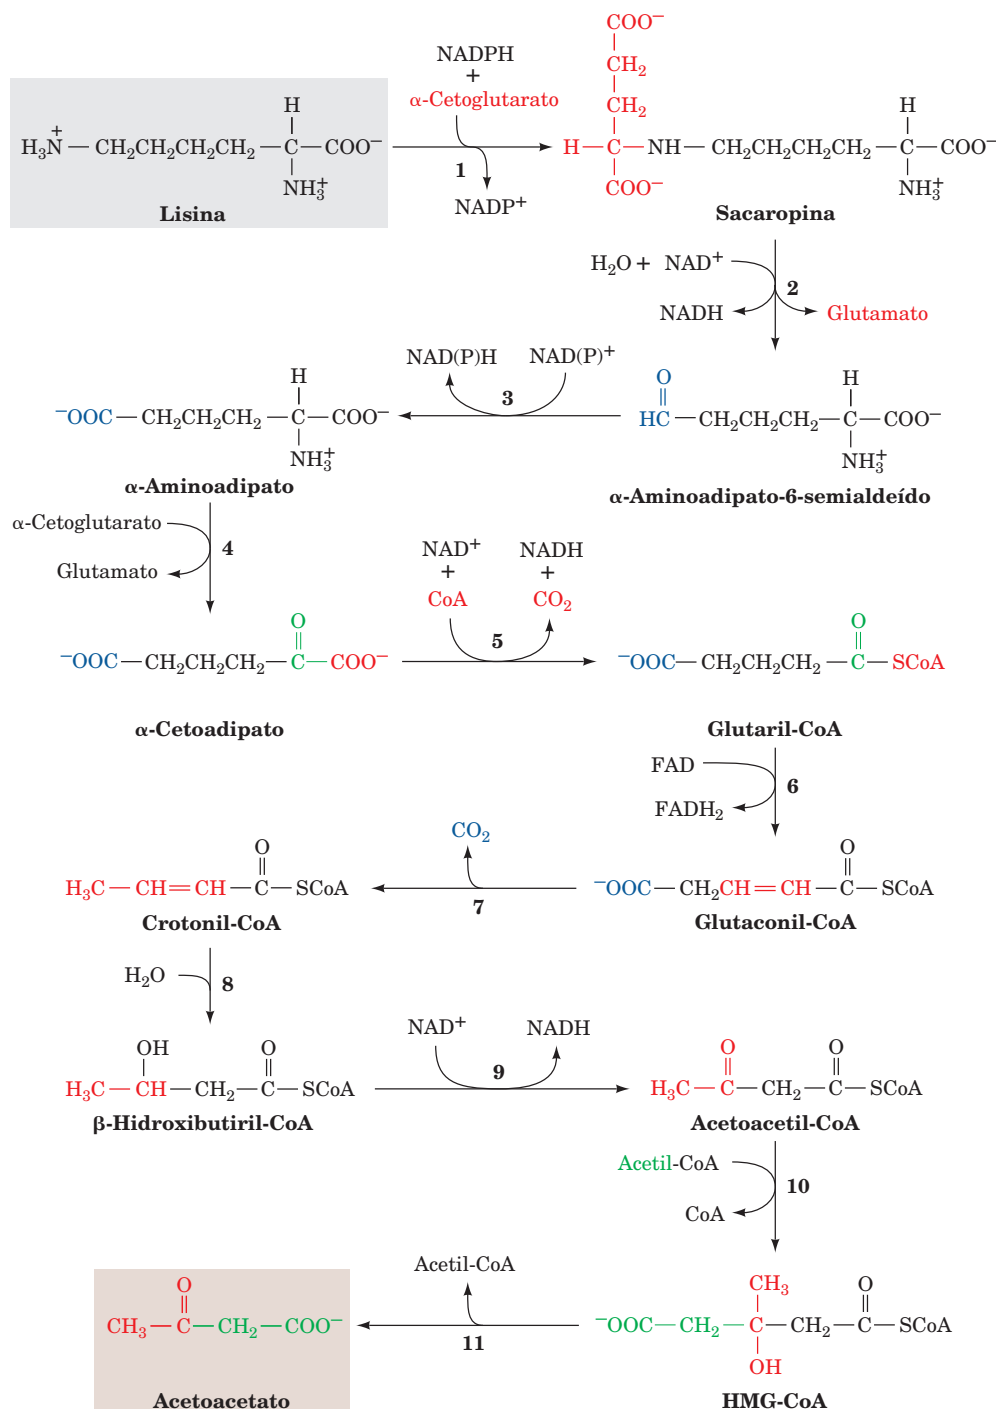 NADPH
+
α-Cetoglutarato
1
NADP⁺
H₃N⁺—CH₂CH₂CH₂CH₂—C—COO⁻
H
NH₃⁺
Lisina
COO⁻
CH₂
CH₂
H—C—NH—CH₂CH₂CH₂CH₂—C—COO⁻
H
COO⁻
NH₃⁺
Sacaropina
H₂O + NAD⁺
2
NADH
Glutamato
O
H
HC—CH₂CH₂CH₂—C—COO⁻
NH₃⁺
α-Aminoadipato-6-semialdeído
NAD(P)H
NAD(P)⁺
3
H
⁻OOC—CH₂CH₂CH₂—C—COO⁻
NH₃⁺
α-Aminoadipato
α-Cetoglutarato
4
Glutamato
O
⁻OOC—CH₂CH₂CH₂—C—COO⁻
α-Cetoadipato
NAD⁺
+
CoA
NADH
+
CO₂
5
O
⁻OOC—CH₂CH₂CH₂—C—SCoA
Glutaril-CoA
FAD
6
FADH₂
O
⁻OOC—CH₂CH=CH—C—SCoA
Glutaconil-CoA
CO₂
7
O
H₃C—CH=CH—C—SCoA
Crotonil-CoA
H₂O
8
OH
O
H₃C—CH—CH₂—C—SCoA
β-Hidroxibutiril-CoA
NAD⁺
NADH
9
O
O
H₃C—C—CH₂—C—SCoA
Acetoacetil-CoA
Acetil-CoA
10
CoA
CH₃
O
⁻OOC—CH₂—C—CH₂—C—SCoA
OH
HMG-CoA
Acetil-CoA
11
O
CH₃—C—CH₂—COO⁻
Acetoacetato